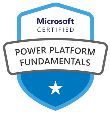 Microsoft
CERTIFIED
POWER PLATFORM
FUNDAMENTALS